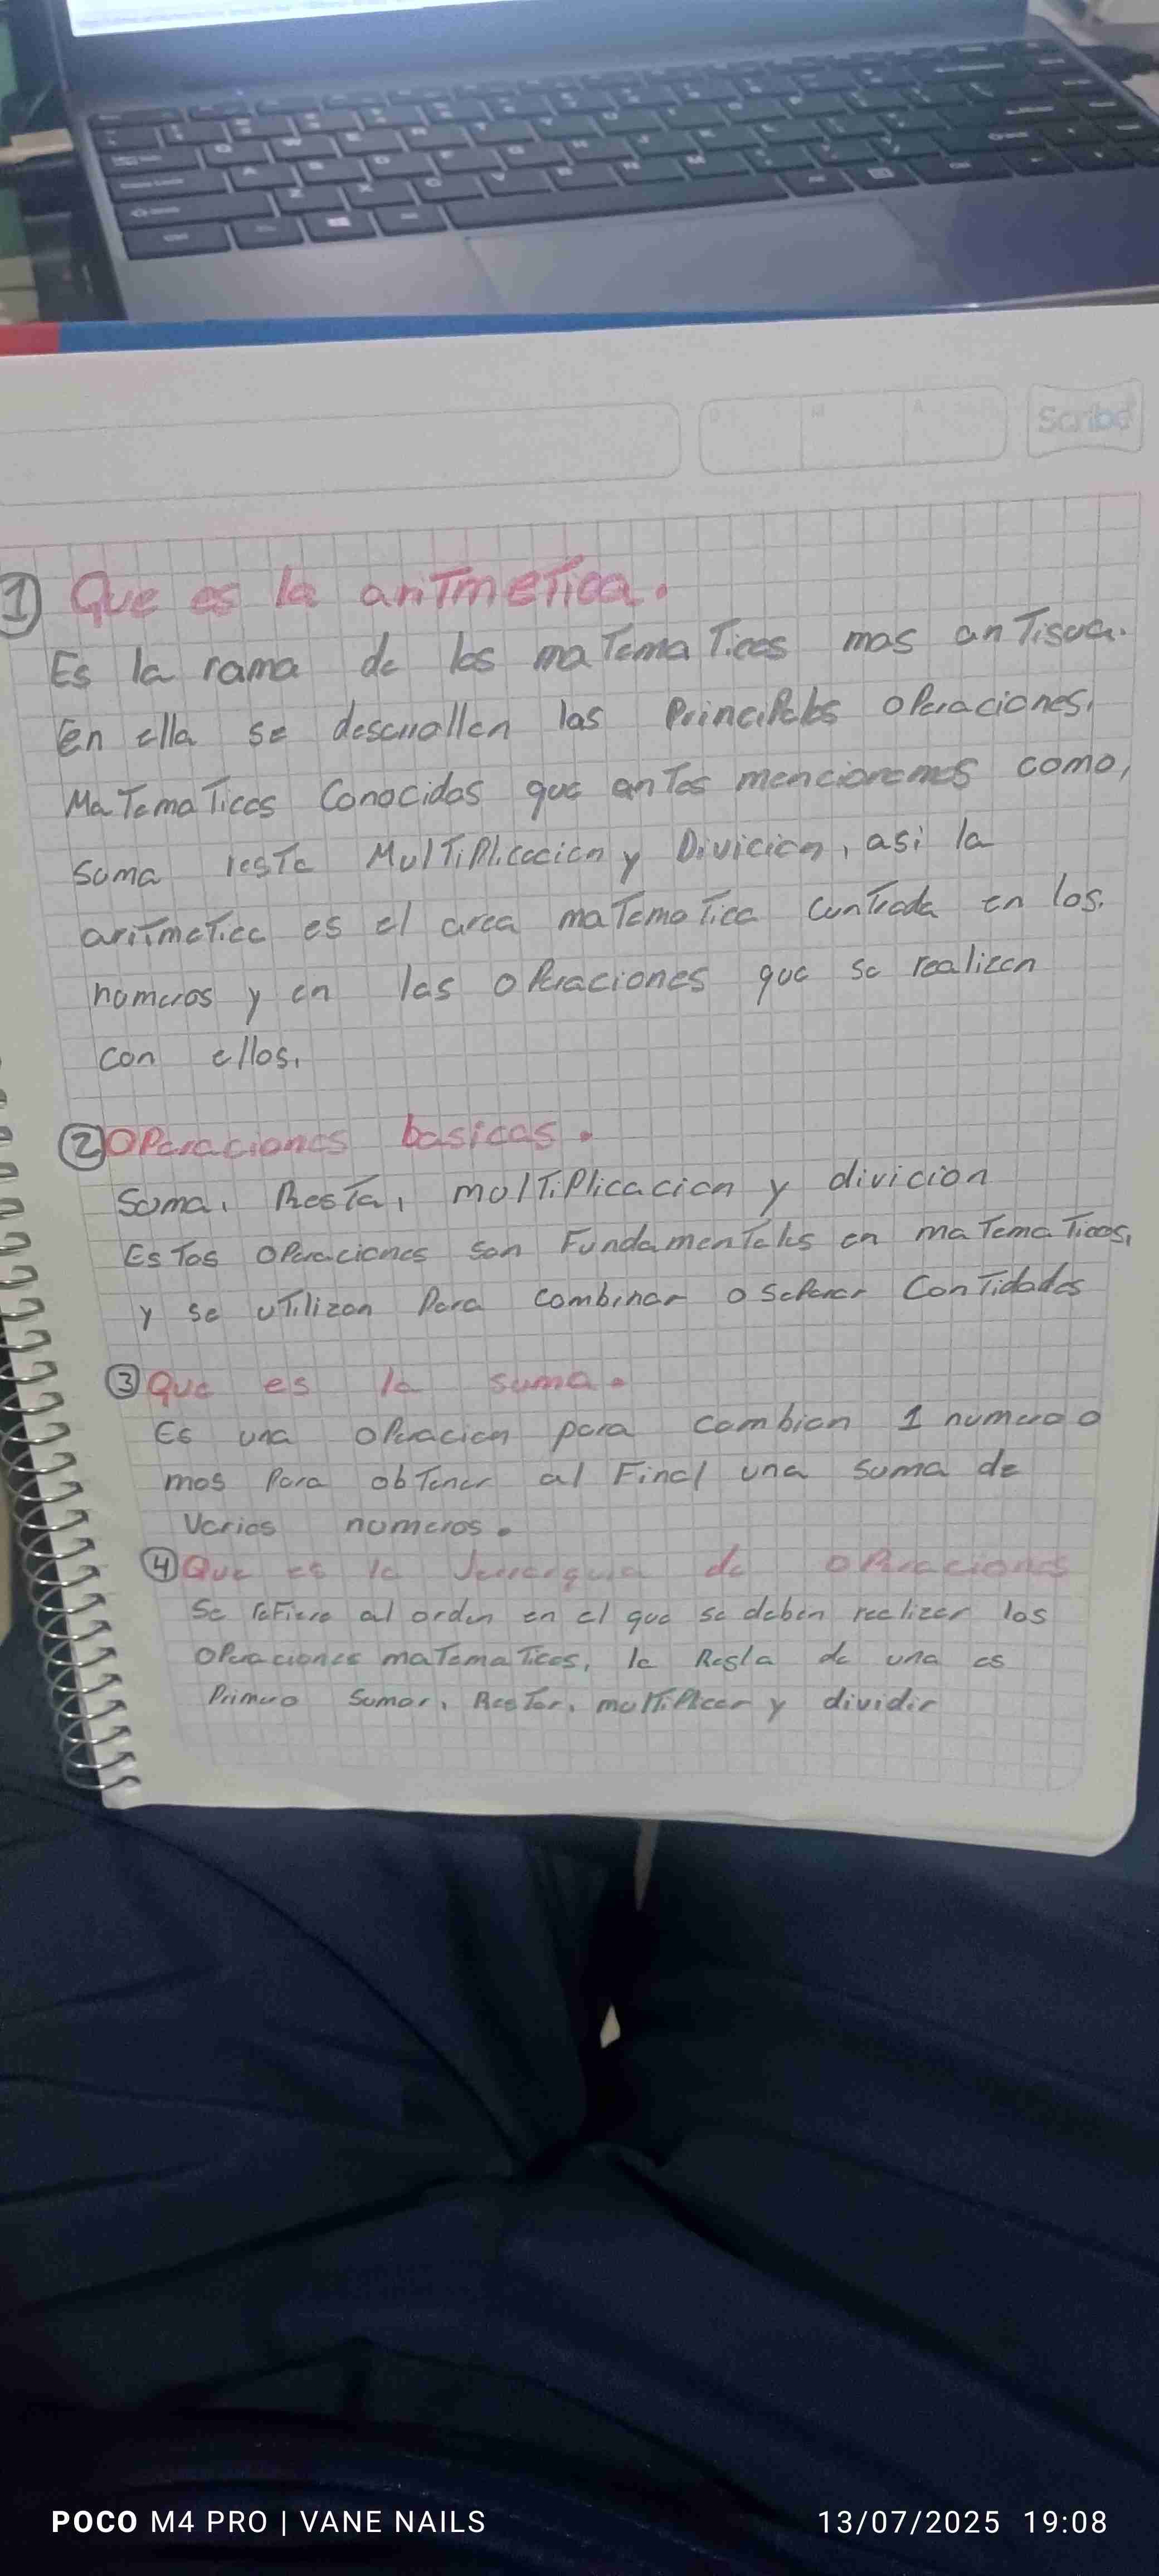 Scribe
1 Que es la aritmetica.
Es la rama de las matematicas mas antigua.
En ella se desarrollan las Principales operaciones,
Matematicas Conocidas que antes mencionemos como,
suma resta Multiplicacion y Divicion, asi la
aritmetica es el area matematica centrada en los.
numeros y en las operaciones que se realizan
con ellos,
2 Operaciones basicas.
Suma, Resta, multiplicacion y divicion
Estas operaciones son Fundamentales en matematicas,
y se utilizan Para combinar o separar Cantidades
3 Que es la suma.
Es una operacion para combian 1 numero o
mas Para obtener al Final una suma de
Varios numeros.
4 Que es la Jerarquia de operaciones
Se refiere al orden en el que se deben realizar las
operaciones matematicas, la Regla de una es
Primero Sumar, Restar, multiplicar y dividir
POCO M4 PRO | VANE NAILS 13/07/2025 19:08